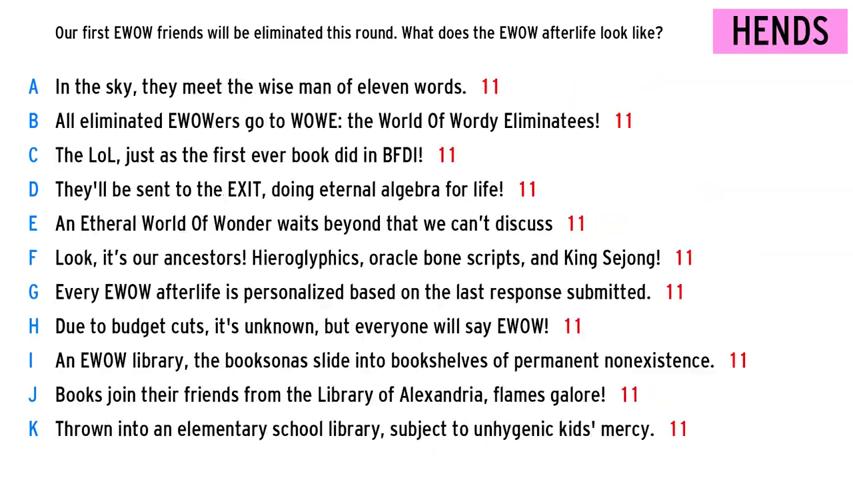 Our first EWOW friends will be eliminated this round. What does the EWOW afterlife look like?
HENDS
A In the sky, they meet the wise man of eleven words. 11
B All eliminated EWOWers go to WOWE: the World Of Wordy Eliminatees! 11
C The LoL, just as the first ever book did in BFDI! 11
D They'll be sent to the EXIT, doing eternal algebra for life! 11
E An Etheral World Of Wonder waits beyond that we can’t discuss 11
F Look, it’s our ancestors! Hieroglyphics, oracle bone scripts, and King Sejong! 11
G Every EWOW afterlife is personalized based on the last response submitted. 11
H Due to budget cuts, it's unknown, but everyone will say EWOW! 11
I An EWOW library, the booksonas slide into bookshelves of permanent nonexistence. 11
J Books join their friends from the Library of Alexandria, flames galore! 11
K Thrown into an elementary school library, subject to unhygenic kids' mercy. 11